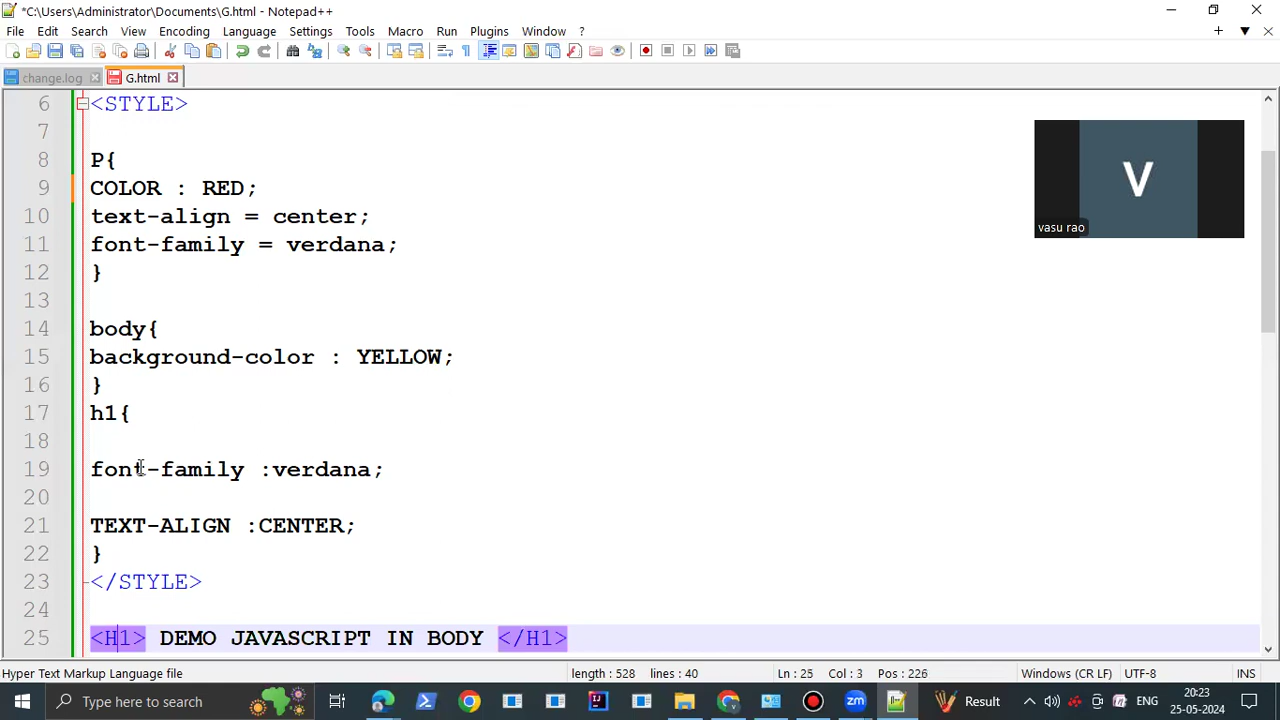 *C:\Users\Administrator\Documents\G.html - Notepad++
File Edit Search View Encoding Language Settings Tools Macro Run Plugins Window ?
change.log G.html
6 <STYLE>
7
8 P{
9 COLOR : RED;
10 text-align = center;
11 font-family = verdana;
12 }
13
14 body{
15 background-color : YELLOW;
16 }
17 h1{
18
19 font-family :verdana;
20
21 TEXT-ALIGN :CENTER;
22 }
23 </STYLE>
24
25 <H1> DEMO JAVASCRIPT IN BODY </H1>
V
vasu rao
Hyper Text Markup Language file length : 528 lines : 40 Ln : 25 Col : 3 Pos : 226 Windows (CR LF) UTF-8 INS
Type here to search zm Result ENG 20:23
25-05-2024